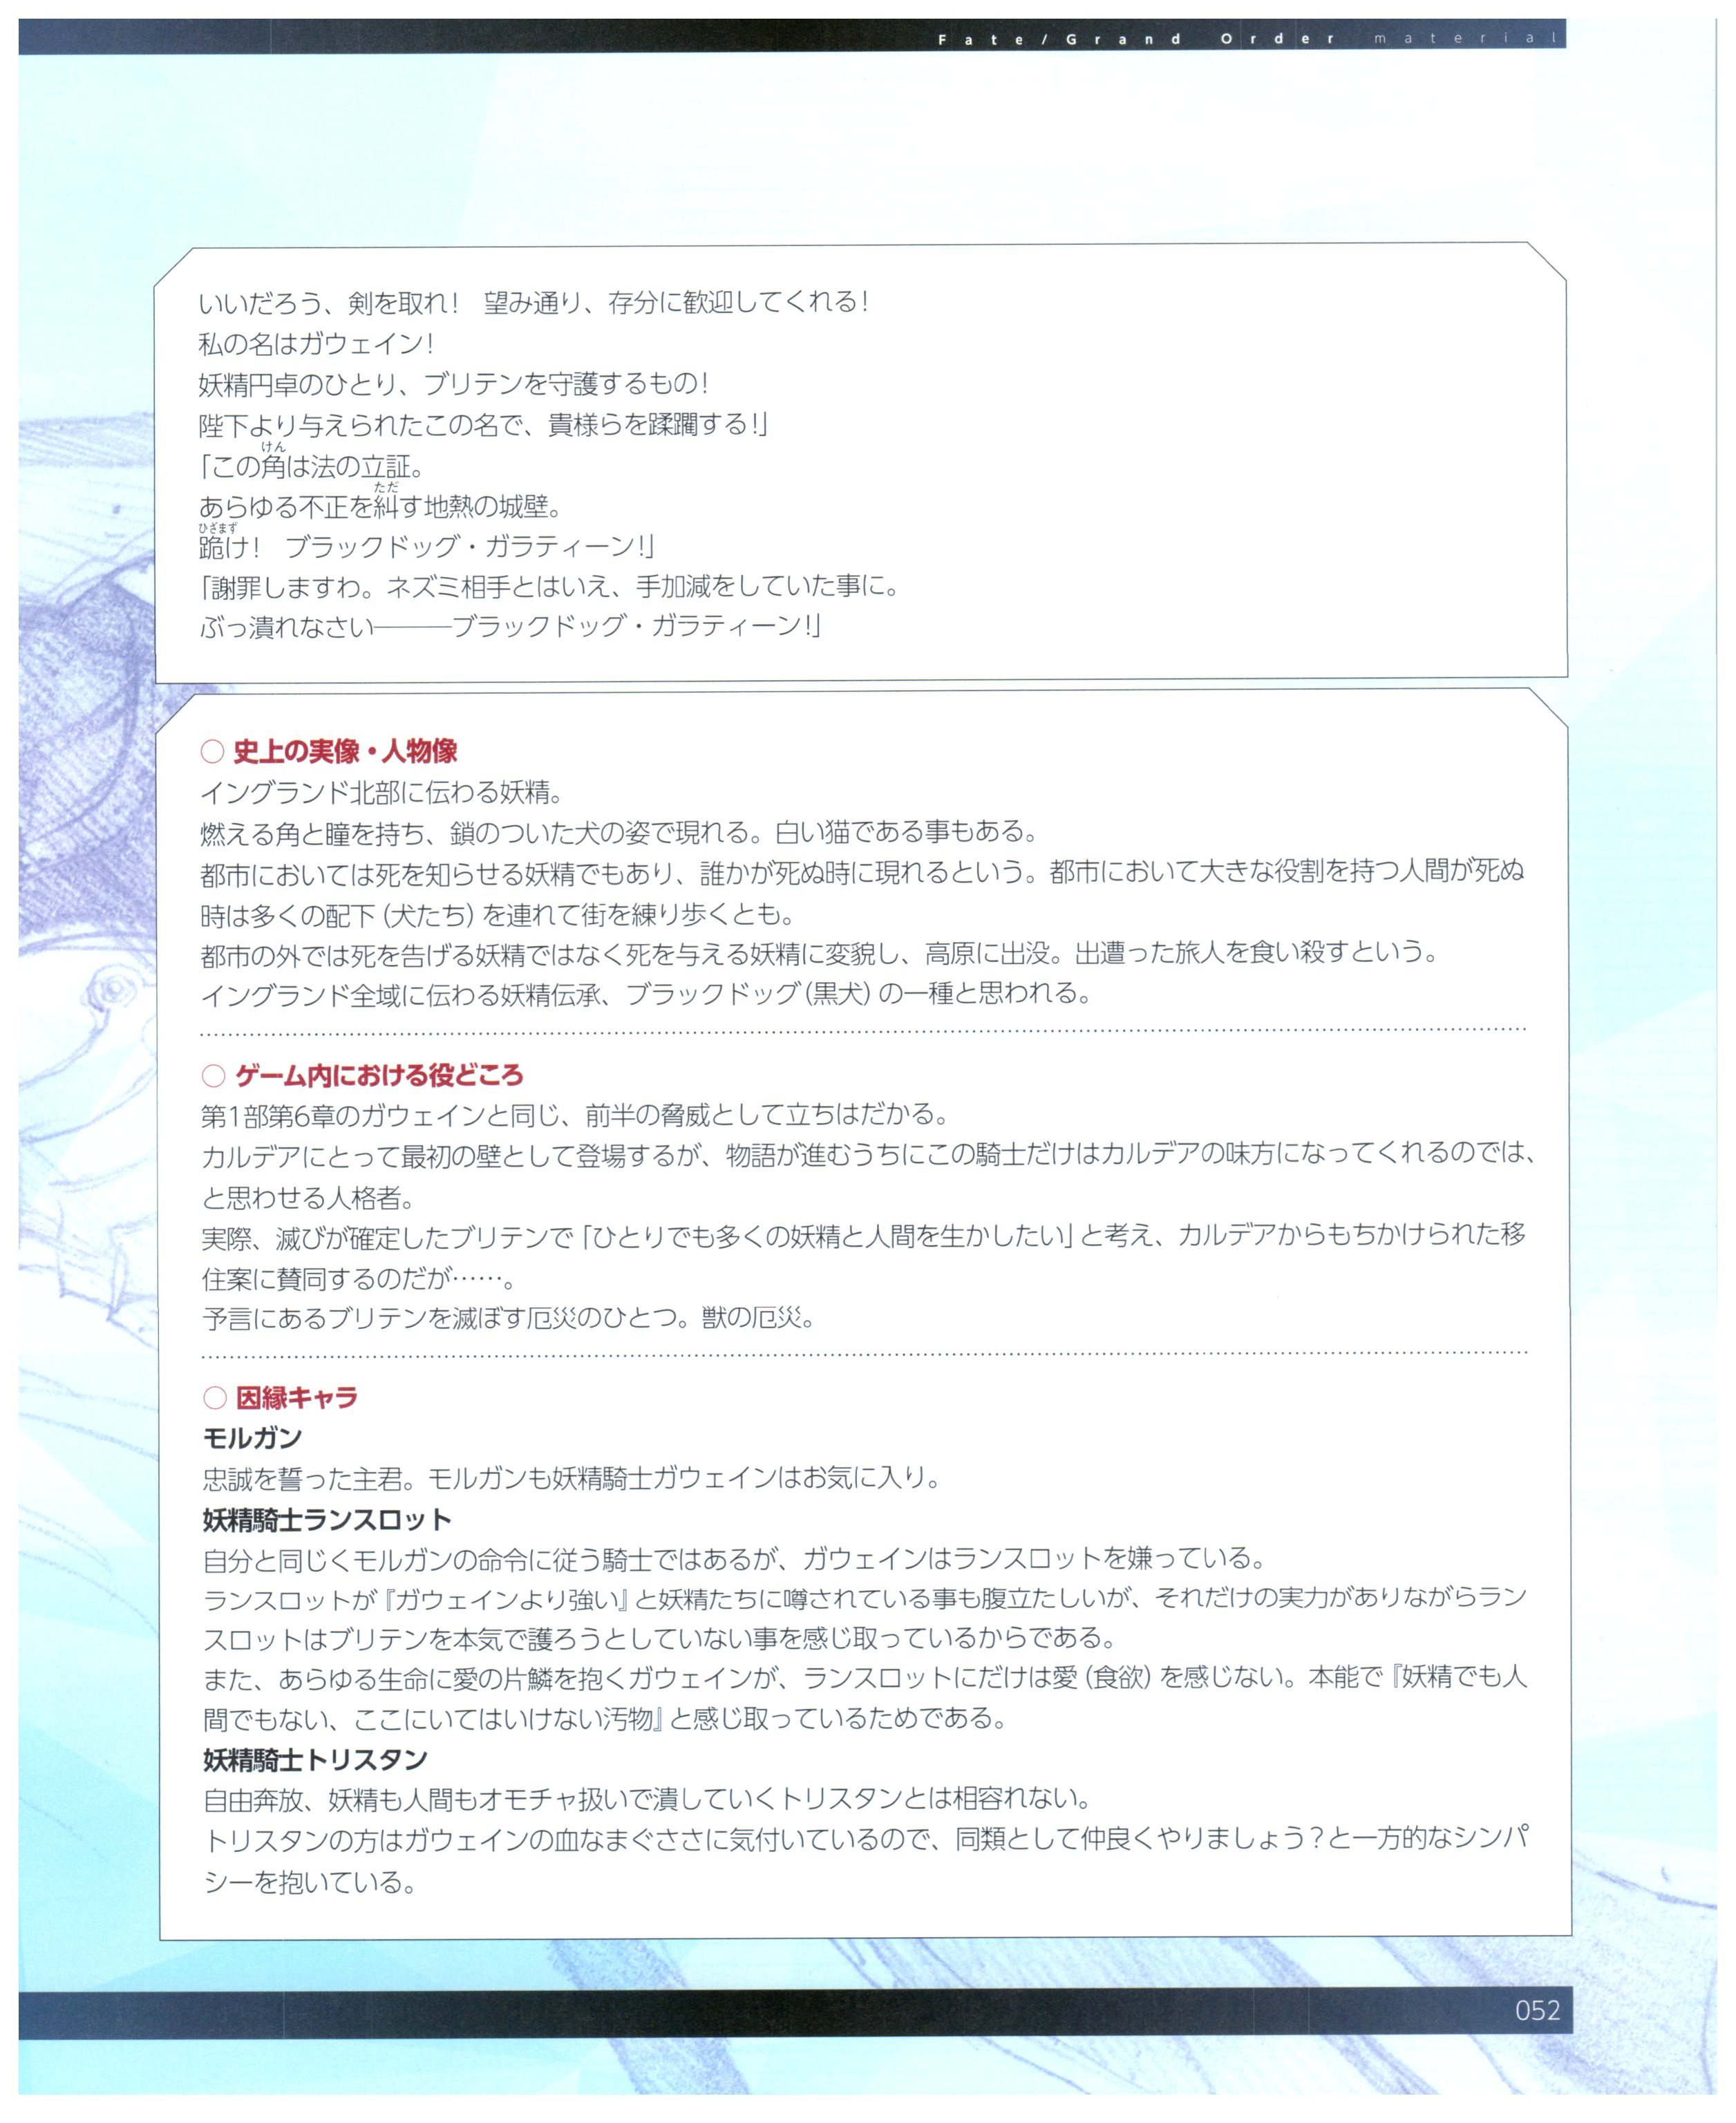 Fate/Grand Order material
いいだろう、剣を取れ！　望み通り、存分に歓迎してくれる！
私の名はガウェイン！
妖精円卓のひとり、ブリテンを守護するもの！
陛下より与えられたこの名で、貴様らを蹂躙する！」
けん
「この角は法の立証。
ただ
あらゆる不正を糾す地熱の城壁。
ひざまず
跪け！　ブラックドッグ・ガラティーン！」
「謝罪しますわ。ネズミ相手とはいえ、手加減をしていた事に。
ぶっ潰れなさい―――ブラックドッグ・ガラティーン！」
○ 史上の実像・人物像
イングランド北部に伝わる妖精。
燃える角と瞳を持ち、鎖のついた犬の姿で現れる。白い猫である事もある。
都市においては死を知らせる妖精でもあり、誰かが死ぬ時に現れるという。都市において大きな役割を持つ人間が死ぬ
時は多くの配下（犬たち）を連れて街を練り歩くとも。
都市の外では死を告げる妖精ではなく死を与える妖精に変貌し、高原に出没。出遭った旅人を食い殺すという。
イングランド全域に伝わる妖精伝承、ブラックドッグ（黒犬）の一種と思われる。
○ ゲーム内における役どころ
第1部第6章のガウェインと同じ、前半の脅威として立ちはだかる。
カルデアにとって最初の壁として登場するが、物語が進むうちにこの騎士だけはカルデアの味方になってくれるのでは、
と思わせる人格者。
実際、滅びが確定したブリテンで「ひとりでも多くの妖精と人間を生かしたい」と考え、カルデアからもちかけられた移
住案に賛同するのだが……。
予言にあるブリテンを滅ぼす厄災のひとつ。獣の厄災。
○ 因縁キャラ
モルガン
忠誠を誓った主君。モルガンも妖精騎士ガウェインはお気に入り。
妖精騎士ランスロット
自分と同じくモルガンの命令に従う騎士ではあるが、ガウェインはランスロットを嫌っている。
ランスロットが『ガウェインより強い』と妖精たちに噂されている事も腹立たしいが、それだけの実力がありながらラン
スロットはブリテンを本気で護ろうとしていない事を感じ取っているからである。
また、あらゆる生命に愛の片鱗を抱くガウェインが、ランスロットにだけは愛（食欲）を感じない。本能で『妖精でも人
間でもない、ここにいてはいけない汚物』と感じ取っているためである。
妖精騎士トリスタン
自由奔放、妖精も人間もオモチャ扱いで潰していくトリスタンとは相容れない。
トリスタンの方はガウェインの血なまぐささに気付いているので、同類として仲良くやりましょう？と一方的なシンパ
シーを抱いている。
052